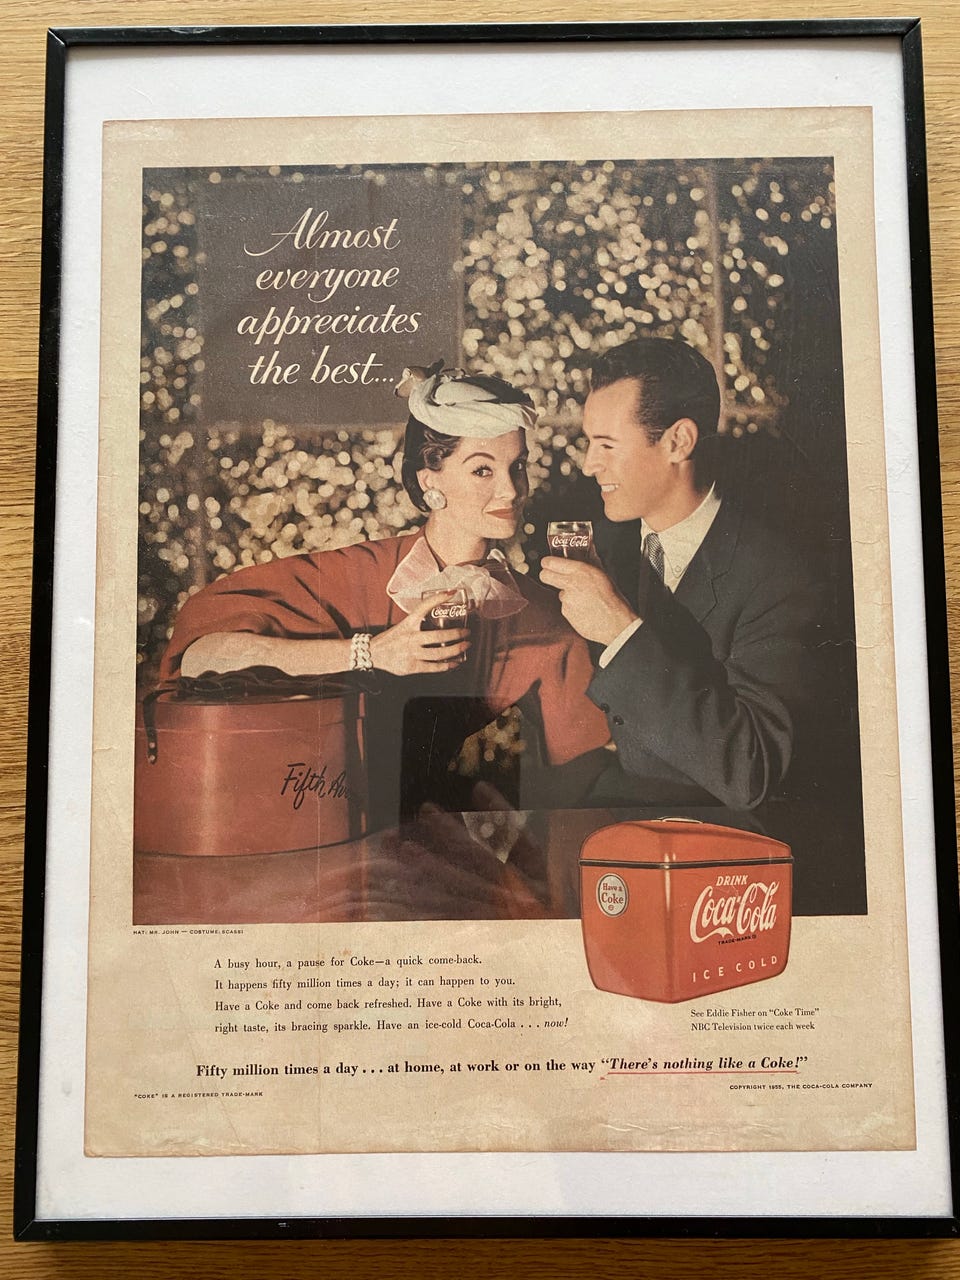 Almost
everyone
appreciates
the best...
Coca-Cola
Coca-Cola
Fifth
Have a
Coke
DRINK
Coca-Cola
TRADE-MARK ®
ICE COLD
HAT: MR. JOHN — COSTUME: SCASSI
A busy hour, a pause for Coke—a quick come-back.
It happens fifty million times a day; it can happen to you.
Have a Coke and come back refreshed. Have a Coke with its bright,
right taste, its bracing sparkle. Have an ice-cold Coca-Cola . . . now!
See Eddie Fisher on "Coke Time"
NBC Television twice each week
Fifty million times a day . . . at home, at work or on the way "There's nothing like a Coke!"
"COKE" IS A REGISTERED TRADE-MARK
COPYRIGHT 1955, THE COCA-COLA COMPANY